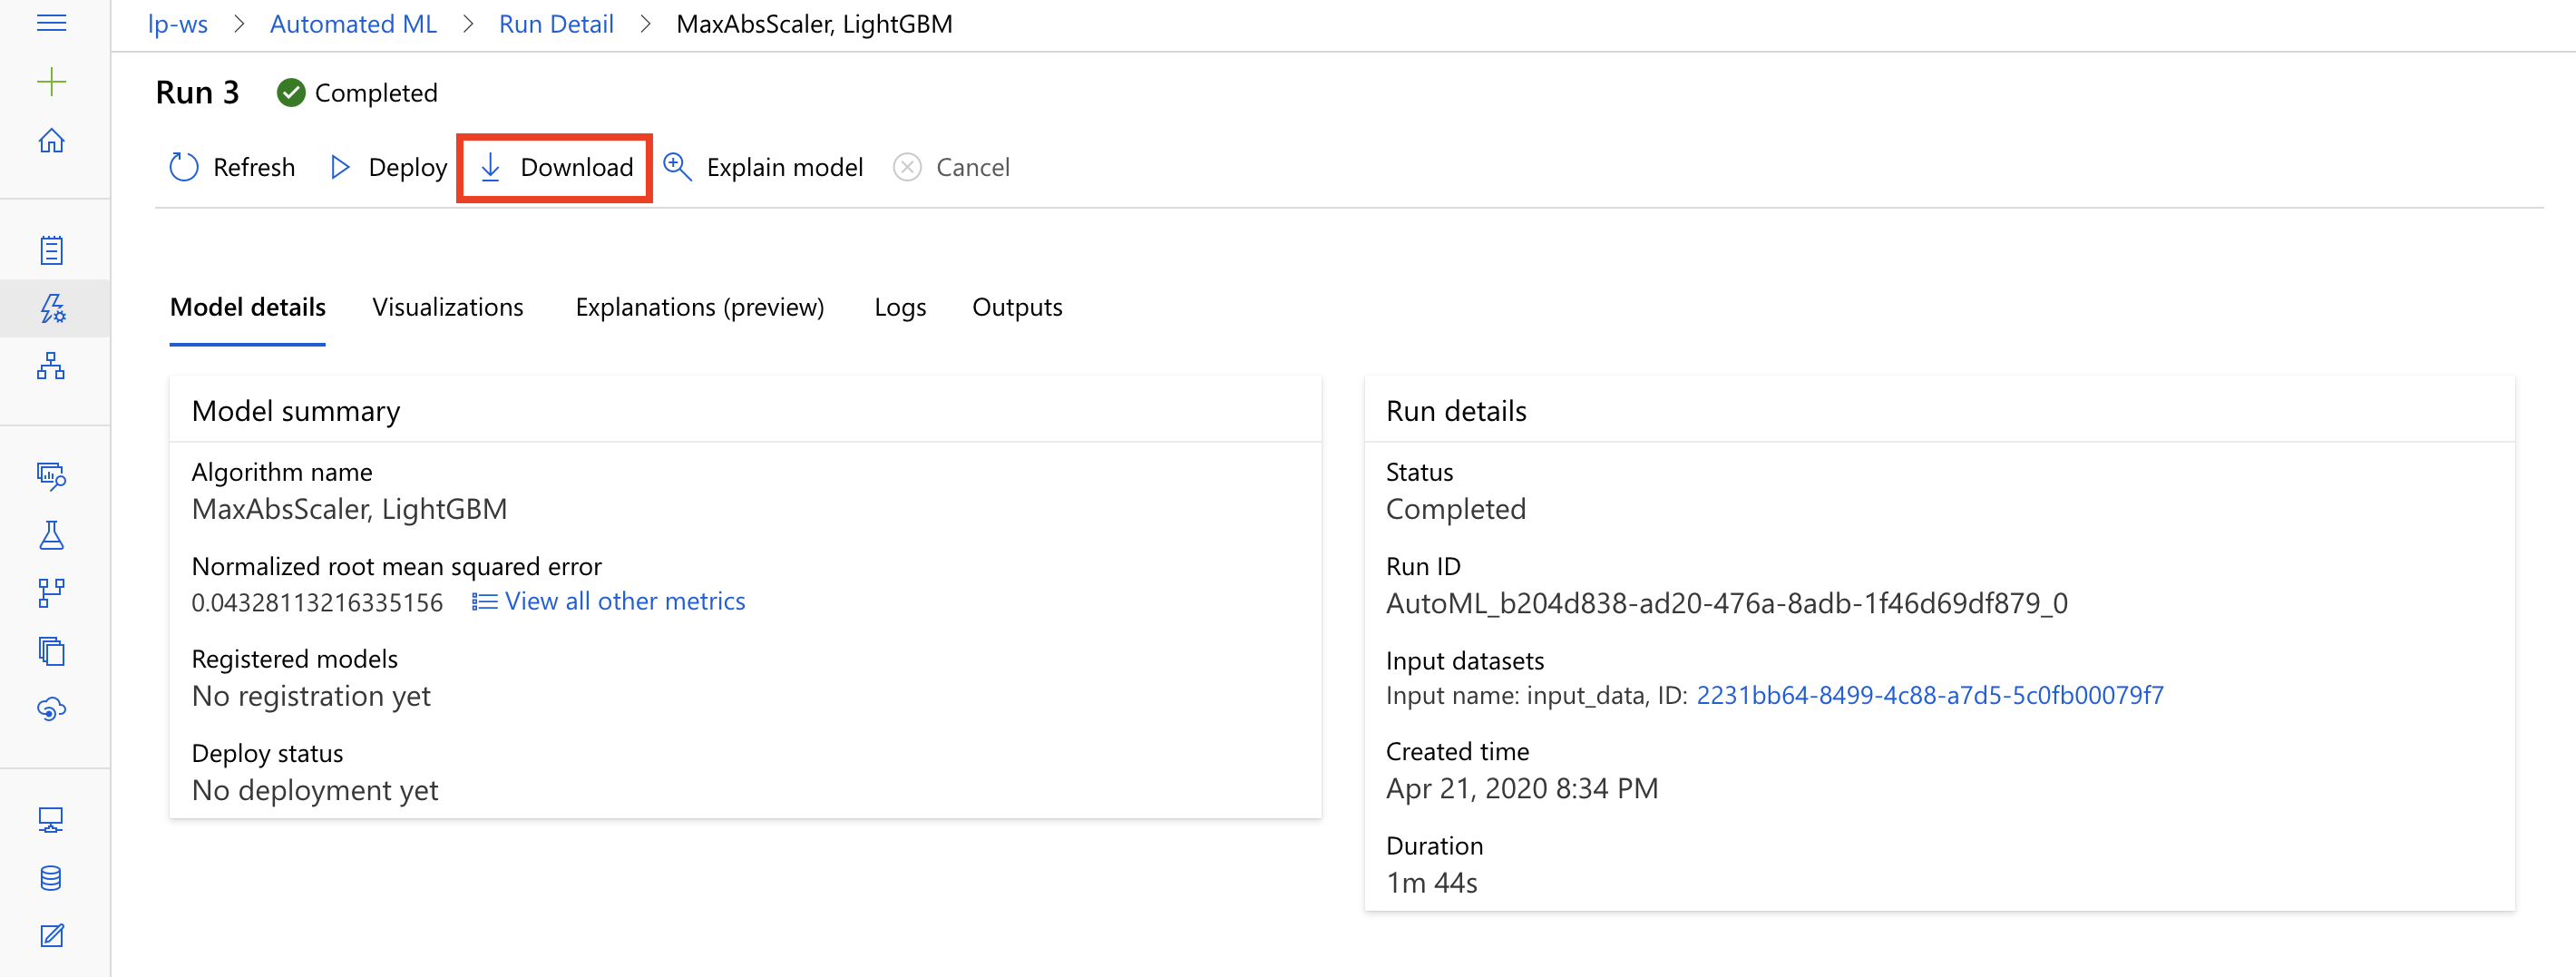 lp-ws > Automated ML > Run Detail > MaxAbsScaler, LightGBM
Run 3 Completed
Refresh Deploy Download Explain model Cancel
Model details Visualizations Explanations (preview) Logs Outputs
Model summary
Algorithm name
MaxAbsScaler, LightGBM
Normalized root mean squared error
0.04328113216335156 View all other metrics
Registered models
No registration yet
Deploy status
No deployment yet
Run details
Status
Completed
Run ID
AutoML_b204d838-ad20-476a-8adb-1f46d69df879_0
Input datasets
Input name: input_data, ID: 2231bb64-8499-4c88-a7d5-5c0fb00079f7
Created time
Apr 21, 2020 8:34 PM
Duration
1m 44s